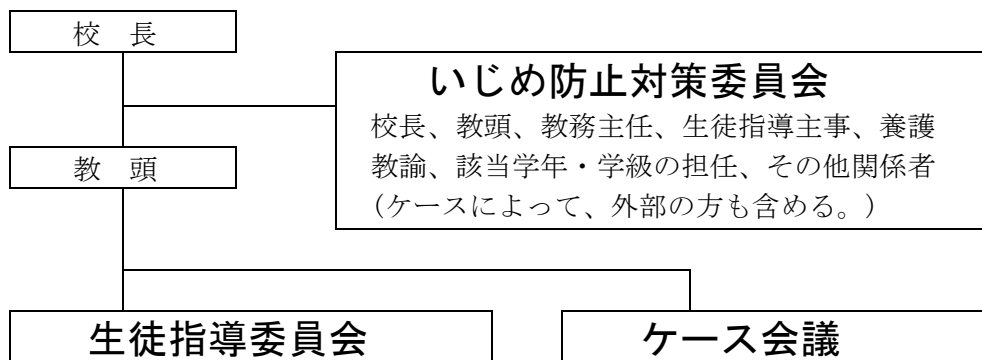 校　長
いじめ防止対策委員会
校長、教頭、教務主任、生徒指導主事、養護
教諭、該当学年・学級の担任、その他関係者
(ケースによって、外部の方も含める。)
教　頭
生徒指導委員会
ケース会議